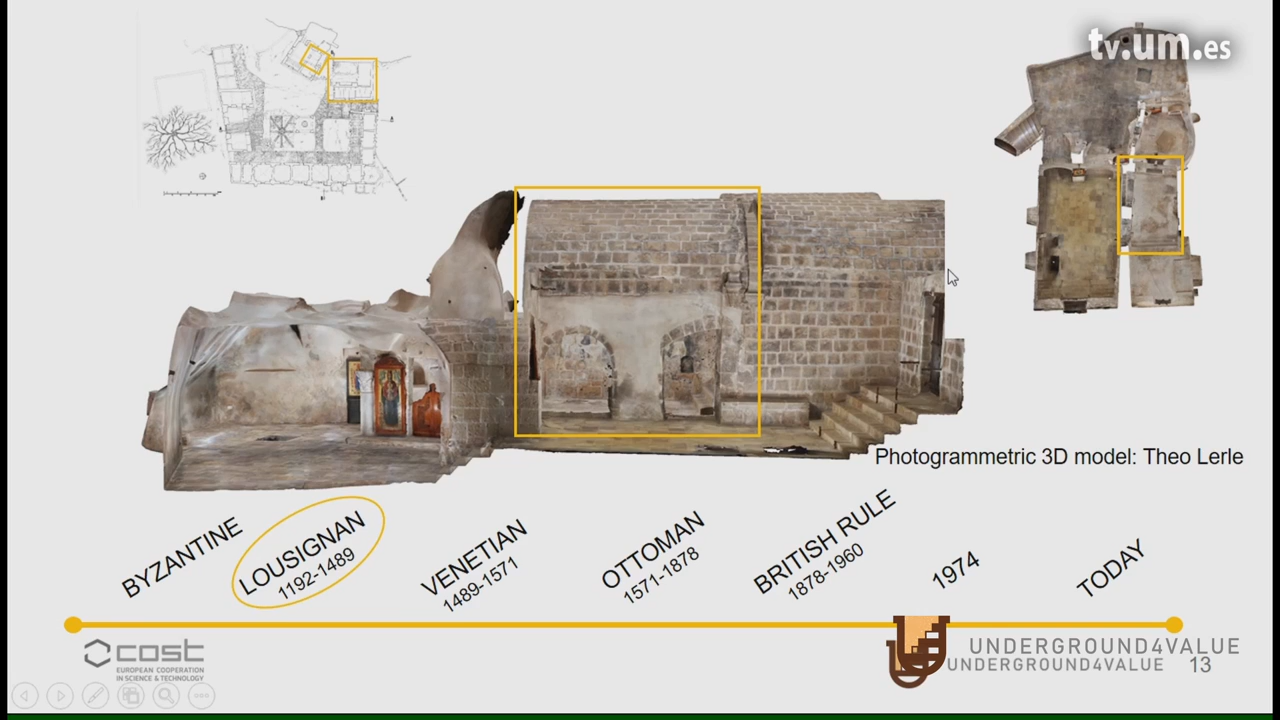 tv.um.es
Photogrammetric 3D model: Theo Lerle
BYZANTINE
LOUSIGNAN
1192-1489
VENETIAN
1489-1571
OTTOMAN
1571-1878
BRITISH RULE
1878-1960
1974
TODAY
cost
EUROPEAN COOPERATION
IN SCIENCE & TECHNOLOGY
UNDERGROUND4VALUE
UNDERGROUND4VALUE
13